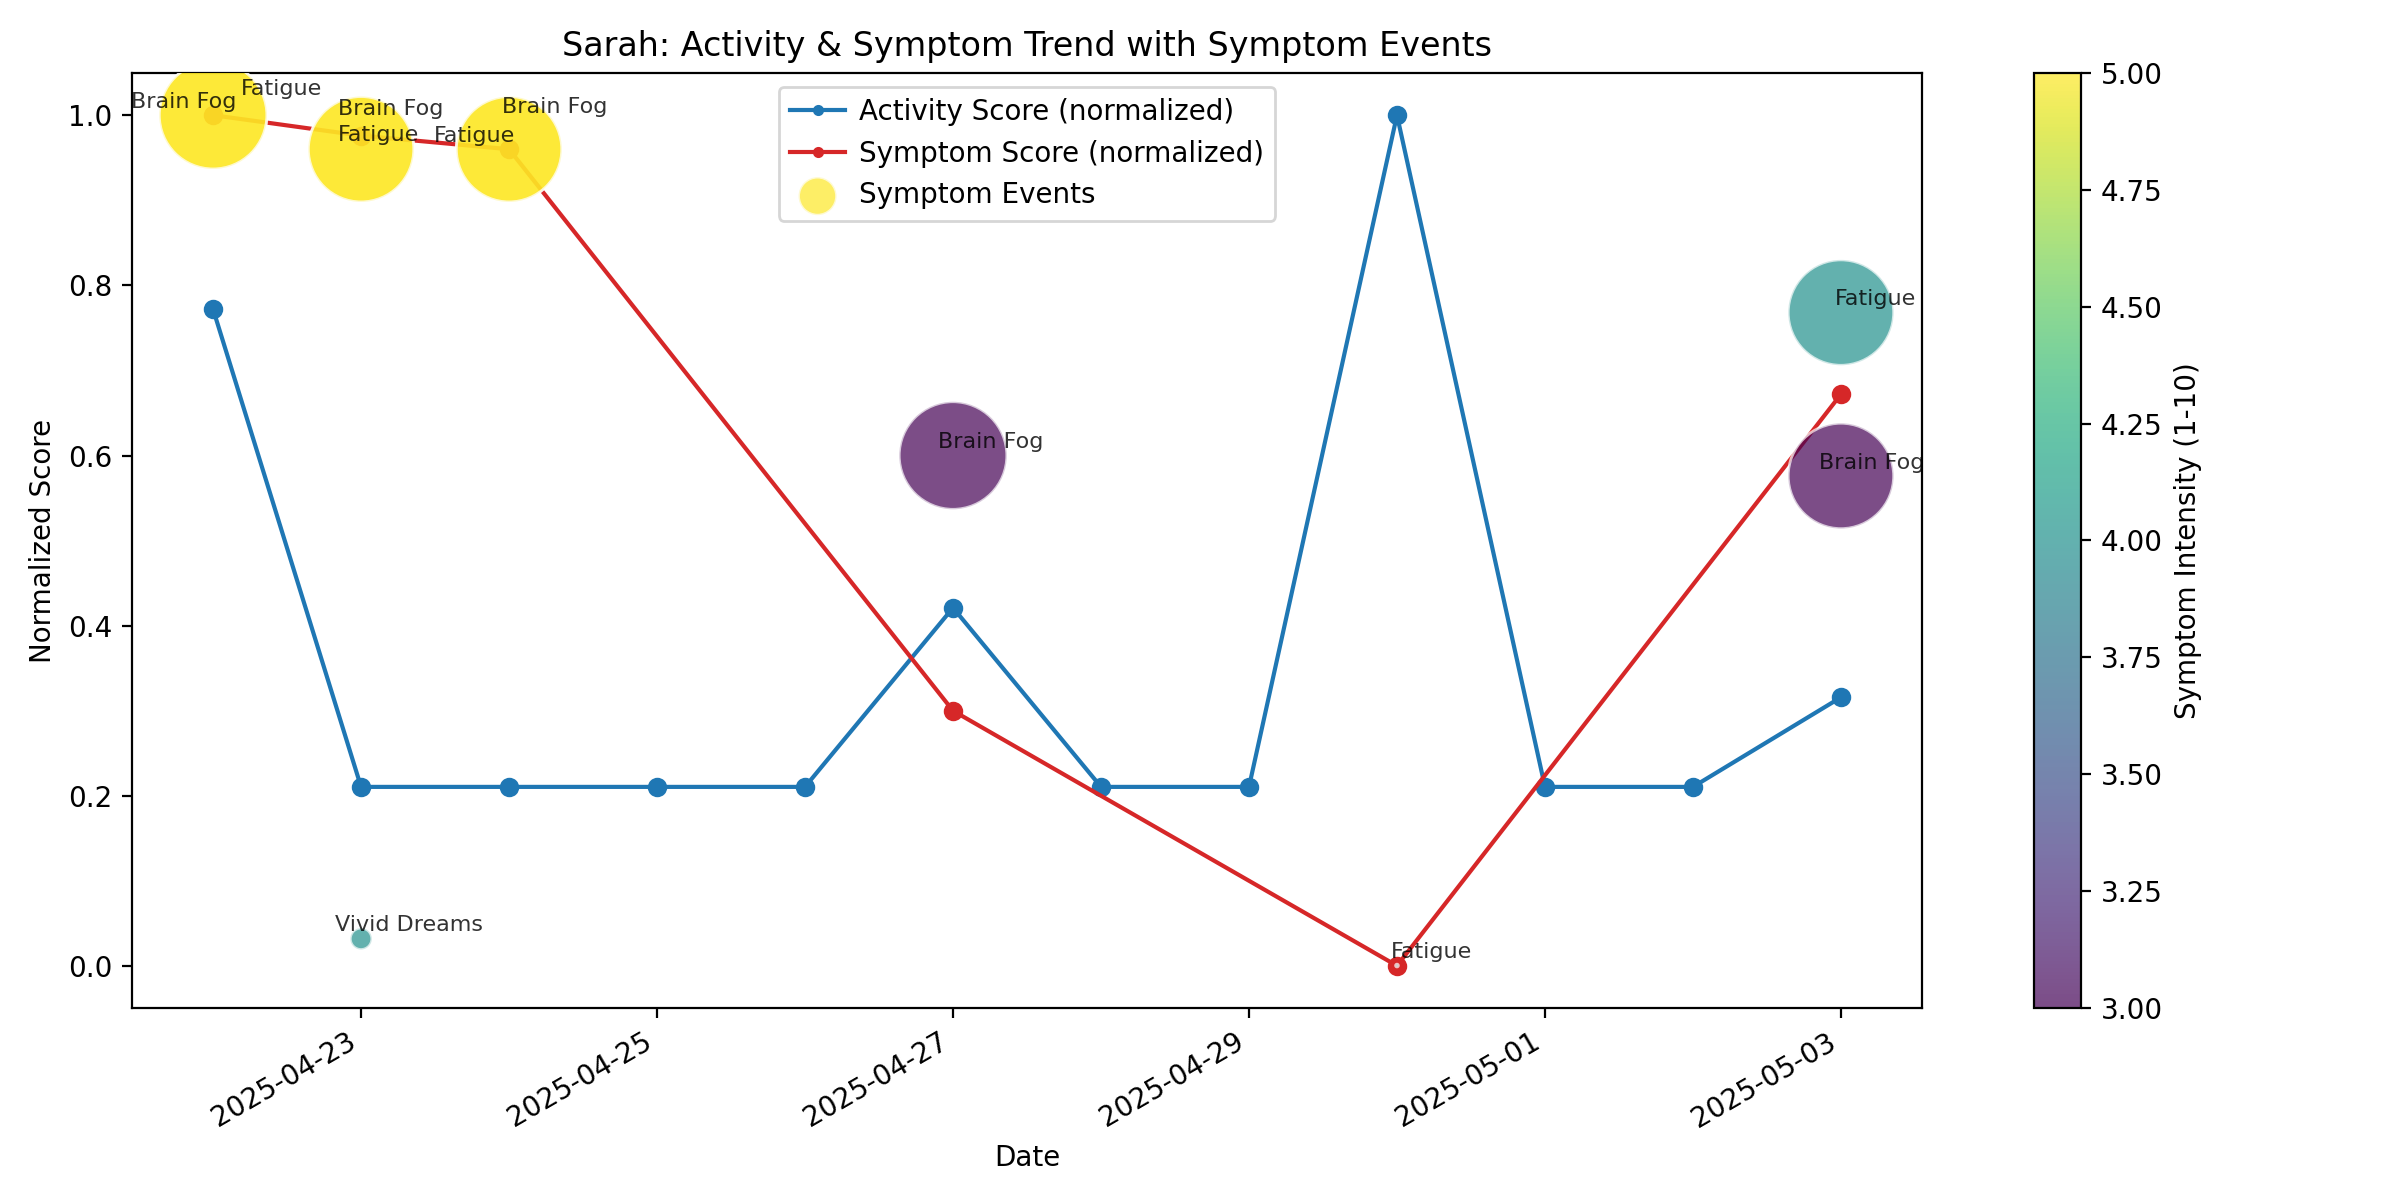 Sarah: Activity & Symptom Trend with Symptom Events
Activity Score (normalized)
Symptom Score (normalized)
Symptom Events
Brain Fog
Fatigue
Brain Fog
Fatigue
Fatigue
Brain Fog
Vivid Dreams
Brain Fog
Fatigue
Fatigue
Brain Fog
1.0
0.8
0.6
0.4
0.2
0.0
Normalized Score
2025-04-23
2025-04-25
2025-04-27
2025-04-29
2025-05-01
2025-05-03
Date
5.00
4.75
4.50
4.25
4.00
3.75
3.50
3.25
3.00
Symptom Intensity (1-10)